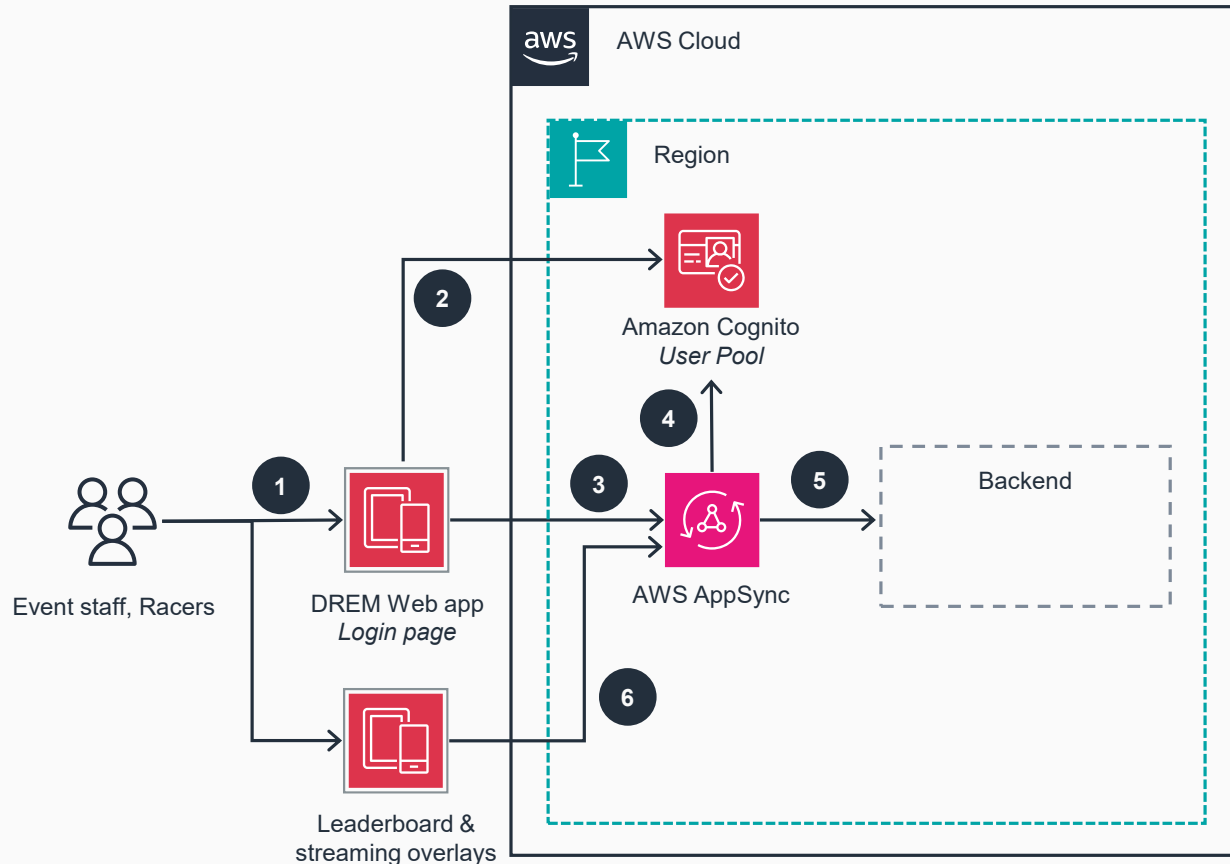 aws
AWS Cloud
Region
2
Amazon Cognito
User Pool
4
1
3
5
Backend
Event staff, Racers
DREM Web app
Login page
AWS AppSync
6
Leaderboard &
streaming overlays